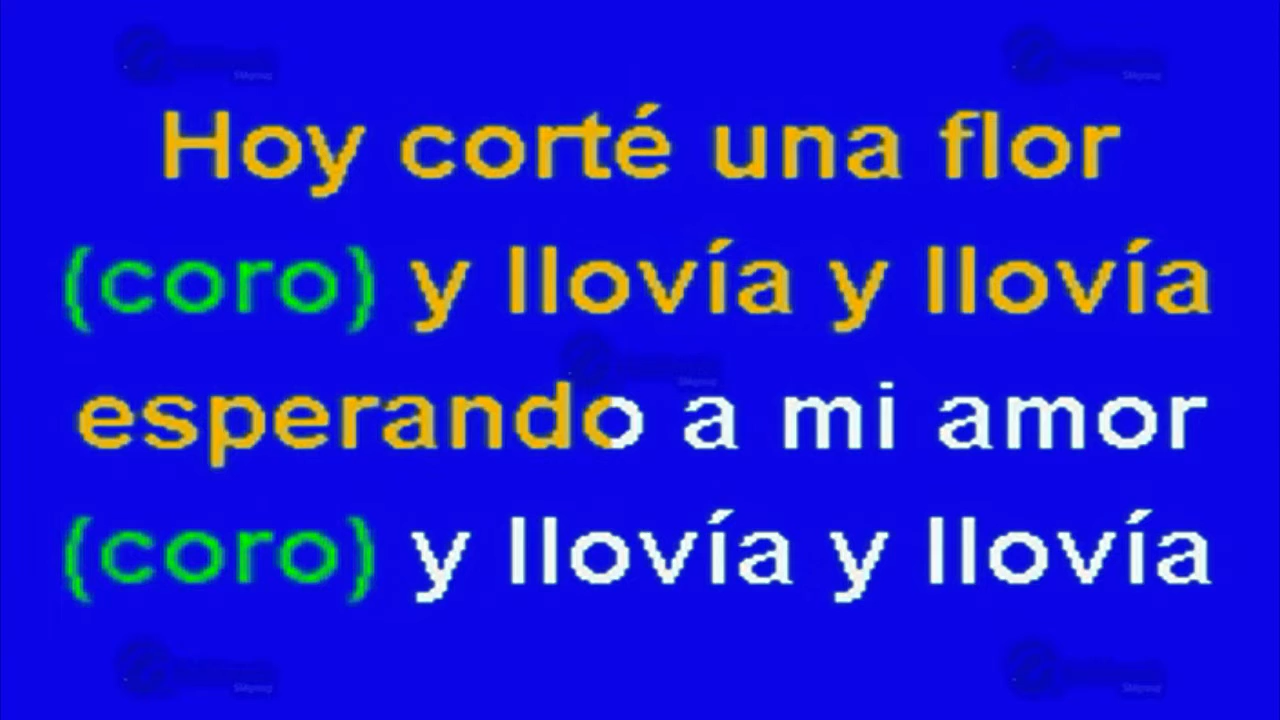 Hoy corté una flor
(coro) y llovía y llovía
esperando a mi amor
(coro) y llovía y llovía